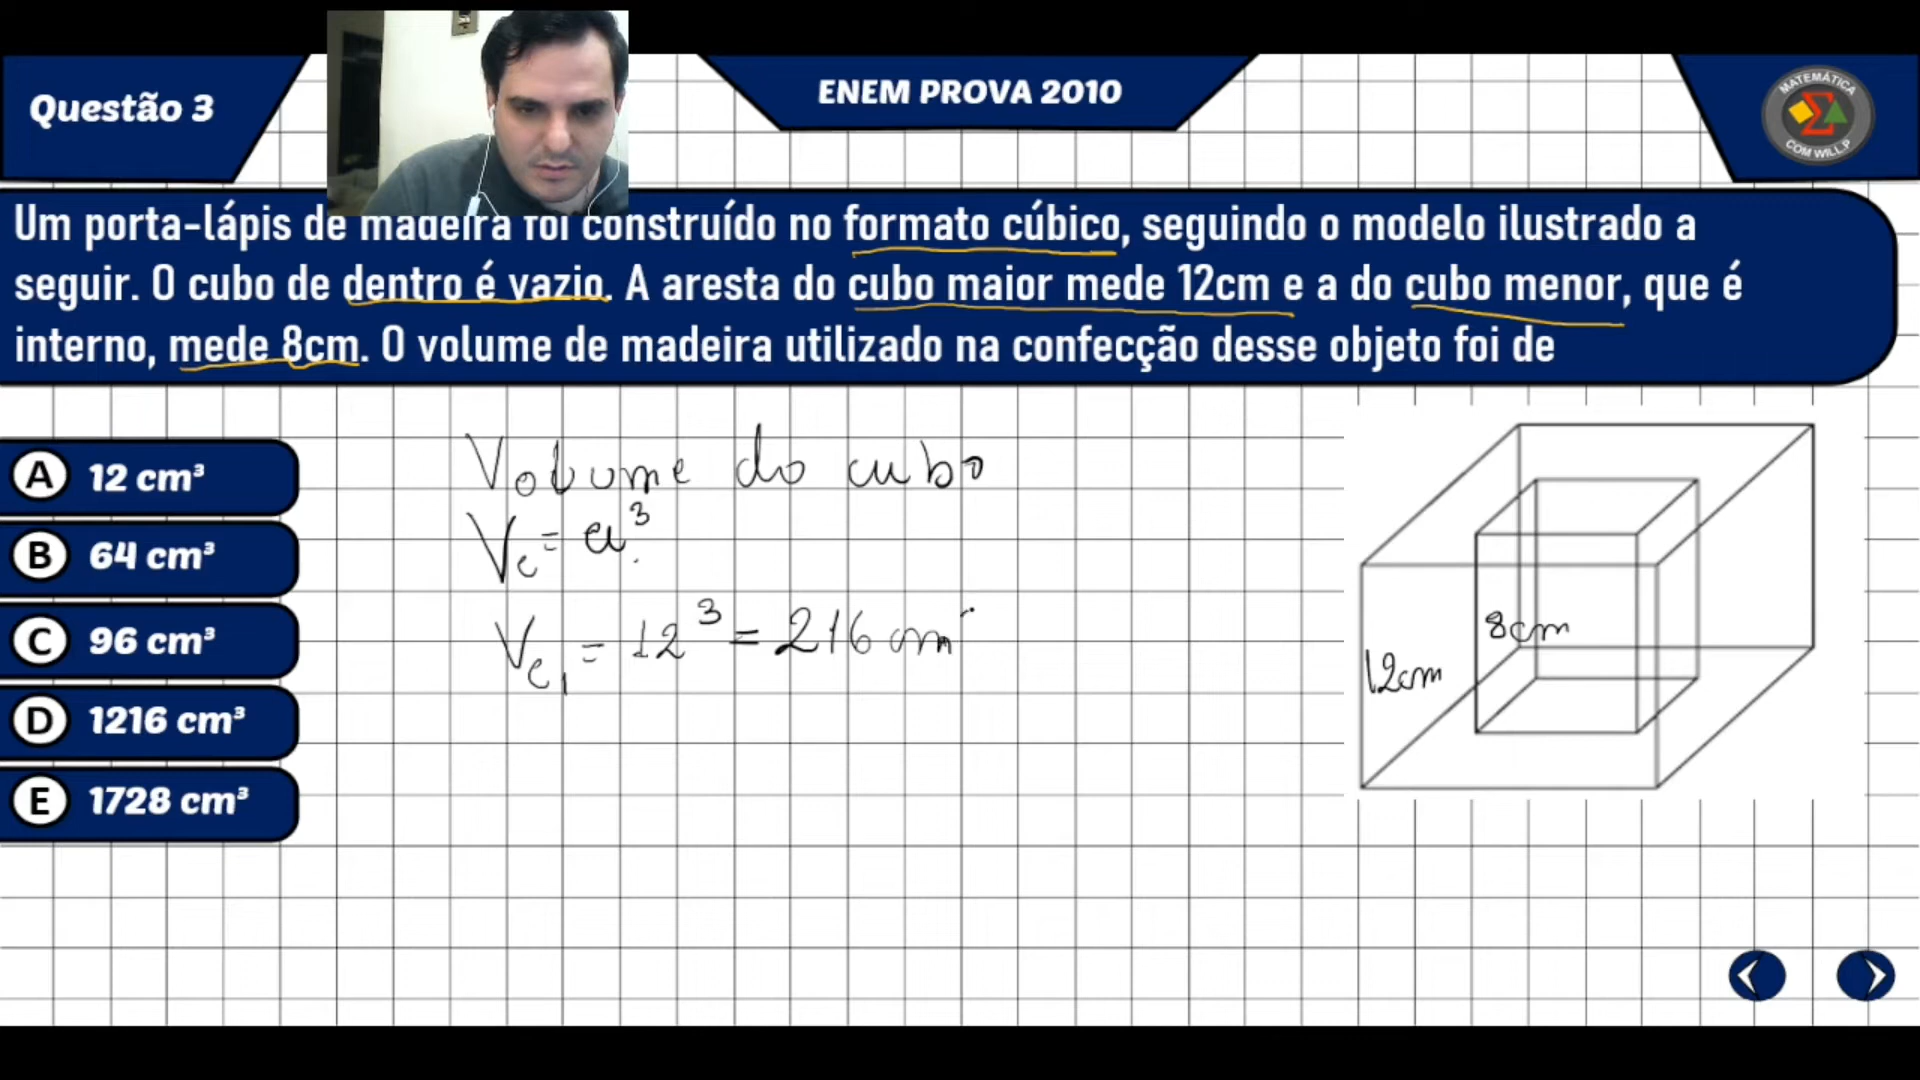 Questão 3
ENEM PROVA 2010
MATEMÁTICA
COM WILL.P
Um porta-lápis de madeira foi construído no formato cúbico, seguindo o modelo ilustrado a
seguir. O cubo de dentro é vazio. A aresta do cubo maior mede 12cm e a do cubo menor, que é
interno, mede 8cm. O volume de madeira utilizado na confecção desse objeto foi de
A 12 cm³
B 64 cm³
C 96 cm³
D 1216 cm³
E 1728 cm³
Volume do cubo
Vc = a³
Vc₁ = 12³ = 216 cm
8cm
12cm